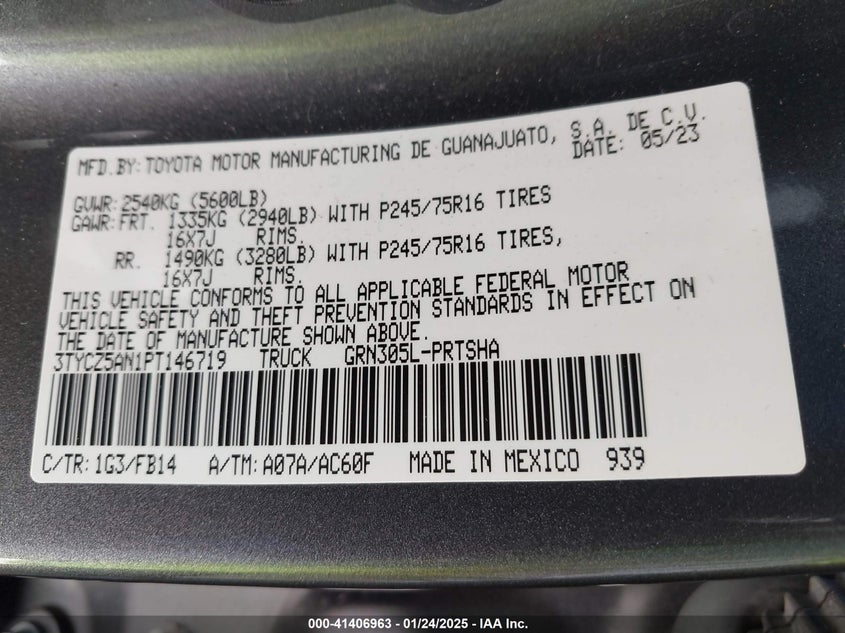 MFD.BY: TOYOTA MOTOR MANUFACTURING DE GUANAJUATO, S.A. DE C.V.
DATE: 05/23
GVWR: 2540KG (5600LB)
GAWR: FRT. 1335KG (2940LB) WITH P245/75R16 TIRES
16X7J RIMS.
RR. 1490KG (3280LB) WITH P245/75R16 TIRES,
16X7J RIMS.
THIS VEHICLE CONFORMS TO ALL APPLICABLE FEDERAL MOTOR
VEHICLE SAFETY AND THEFT PREVENTION STANDARDS IN EFFECT ON
THE DATE OF MANUFACTURE SHOWN ABOVE.
3TYCZ5AN1PT146719 TRUCK GRN305L-PRTSHA
C/TR: 1G3/FB14 A/TM: A07A/AC60F MADE IN MEXICO 939
000-41406963 - 01/24/2025 - IAA Inc.